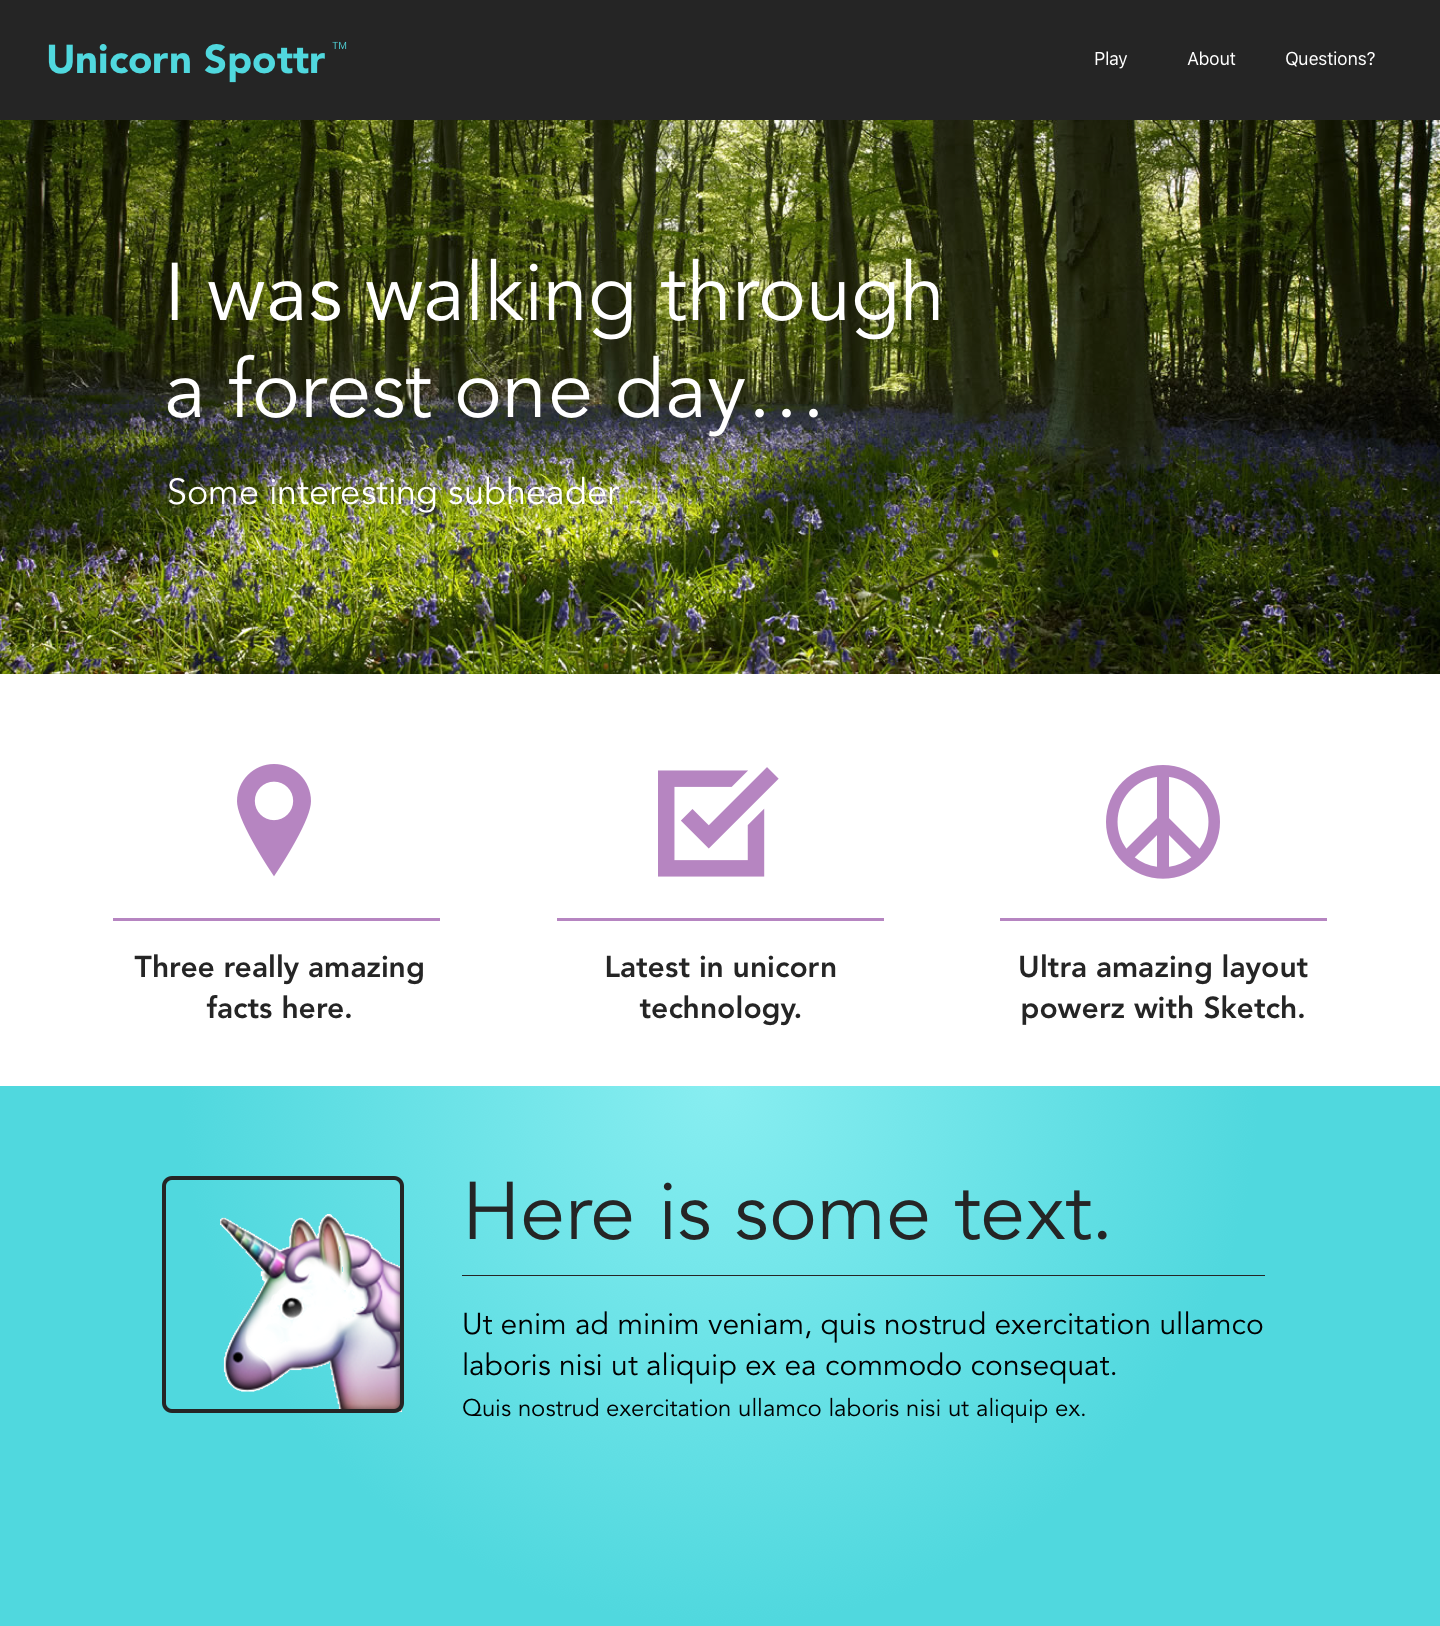 Unicorn Spottr ™
Play About Questions?
I was walking through
a forest one day...
Some interesting subheader
Three really amazing
facts here.
Latest in unicorn
technology.
Ultra amazing layout
powerz with Sketch.
Here is some text.
Ut enim ad minim veniam, quis nostrud exercitation ullamco
laboris nisi ut aliquip ex ea commodo consequat.
Quis nostrud exercitation ullamco laboris nisi ut aliquip ex.